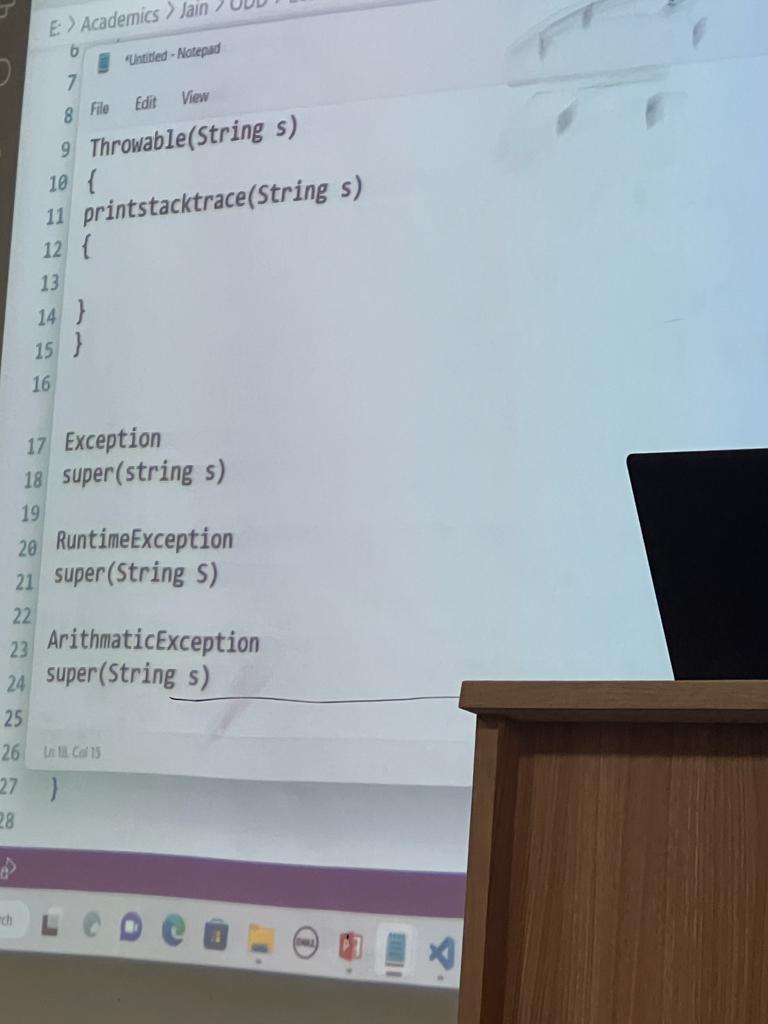 E: > Academics > Jain > ODD >
6
*Untitled - Notepad
7
8 File Edit View
9 Throwable(String s)
10 {
11 printstacktrace(String s)
12 {
13
14 }
15 }
16
17 Exception
18 super(string s)
19
20 RuntimeException
21 super(String S)
22
23 ArithmaticException
24 super(String s)
25
26 Ln 18, Col 15
27 }
28
DELL